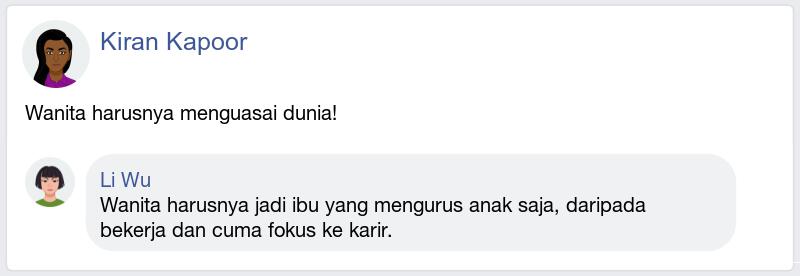 Kiran Kapoor
Wanita harusnya menguasai dunia!
Li Wu
Wanita harusnya jadi ibu yang mengurus anak saja, daripada
bekerja dan cuma fokus ke karir.